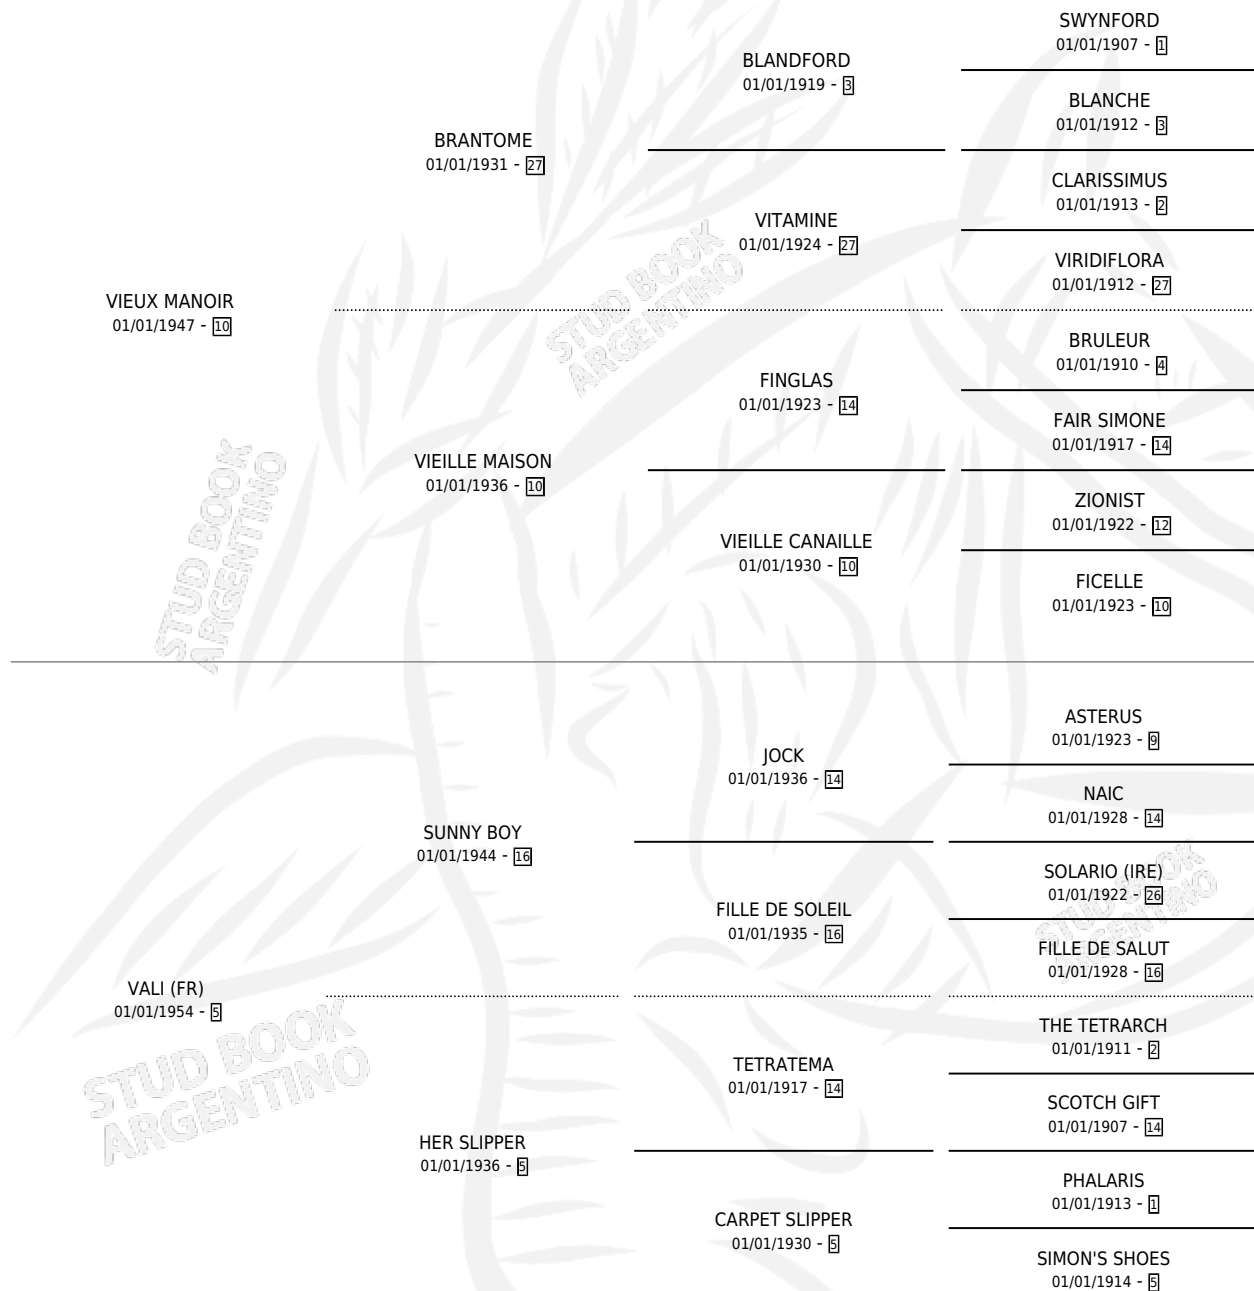 SWYNFORD
01/01/1907 - 1
BLANDFORD
01/01/1919 - 3
BLANCHE
01/01/1912 - 3
BRANTOME
01/01/1931 - 27
CLARISSIMUS
01/01/1913 - 2
VITAMINE
01/01/1924 - 27
VIRIDIFLORA
01/01/1912 - 27
VIEUX MANOIR
01/01/1947 - 10
BRULEUR
01/01/1910 - 4
FINGLAS
01/01/1923 - 14
FAIR SIMONE
01/01/1917 - 14
VIEILLE MAISON
01/01/1936 - 10
ZIONIST
01/01/1922 - 12
VIEILLE CANAILLE
01/01/1930 - 10
FICELLE
01/01/1923 - 10
ASTERUS
01/01/1923 - 9
JOCK
01/01/1936 - 14
NAIC
01/01/1928 - 14
SUNNY BOY
01/01/1944 - 16
SOLARIO (IRE)
01/01/1922 - 26
FILLE DE SOLEIL
01/01/1935 - 16
FILLE DE SALUT
01/01/1928 - 16
VALI (FR)
01/01/1954 - 5
THE TETRARCH
01/01/1911 - 2
TETRATEMA
01/01/1917 - 14
SCOTCH GIFT
01/01/1907 - 14
HER SLIPPER
01/01/1936 - 5
PHALARIS
01/01/1913 - 1
CARPET SLIPPER
01/01/1930 - 5
SIMON'S SHOES
01/01/1914 - 5
STUD BOOK
ARGENTINO
STUD BOOK
ARGENTINO
STUD BOOK
ARGENTINO
STUD BOOK
ARGENTINO